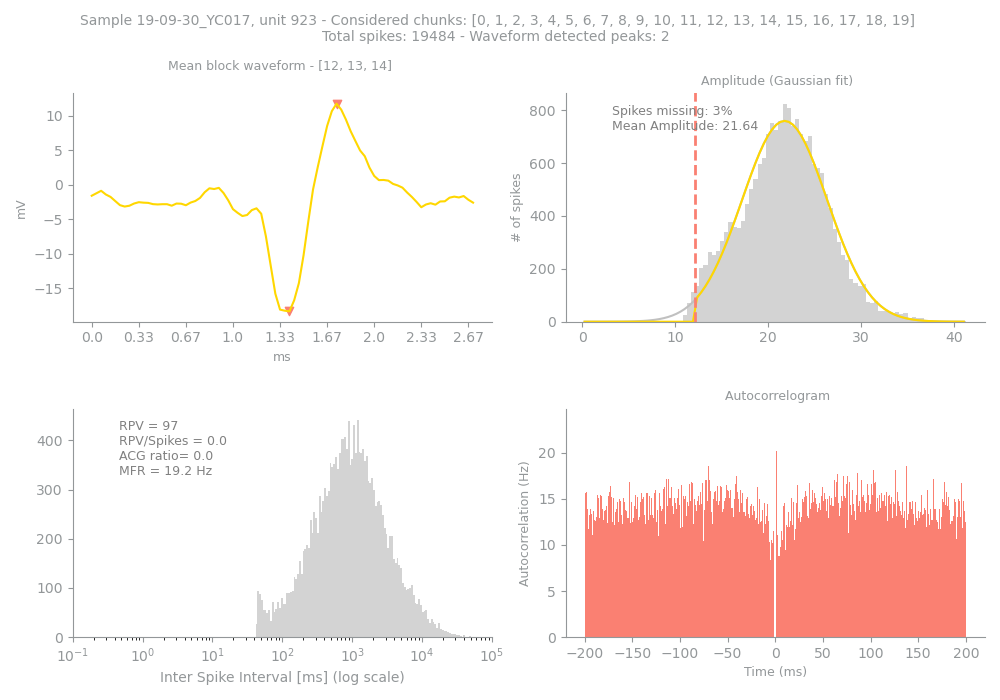 Sample 19-09-30_YC017, unit 923 - Considered chunks: [0, 1, 2, 3, 4, 5, 6, 7, 8, 9, 10, 11, 12, 13, 14, 15, 16, 17, 18, 19]
Total spikes: 19484 - Waveform detected peaks: 2
Mean block waveform - [12, 13, 14]
10
5
0
−5
−10
−15
mV
0.0 0.33 0.67 1.0 1.33 1.67 2.0 2.33 2.67
ms
Amplitude (Gaussian fit)
Spikes missing: 3%
Mean Amplitude: 21.64
800
600
400
200
0
# of spikes
0 10 20 30 40
RPV = 97
RPV/Spikes = 0.0
ACG ratio= 0.0
MFR = 19.2 Hz
400
300
200
100
0
10⁻¹ 10⁰ 10¹ 10² 10³ 10⁴ 10⁵
Inter Spike Interval [ms] (log scale)
Autocorrelogram
20
15
10
5
0
Autocorrelation (Hz)
−200 −150 −100 −50 0 50 100 150 200
Time (ms)